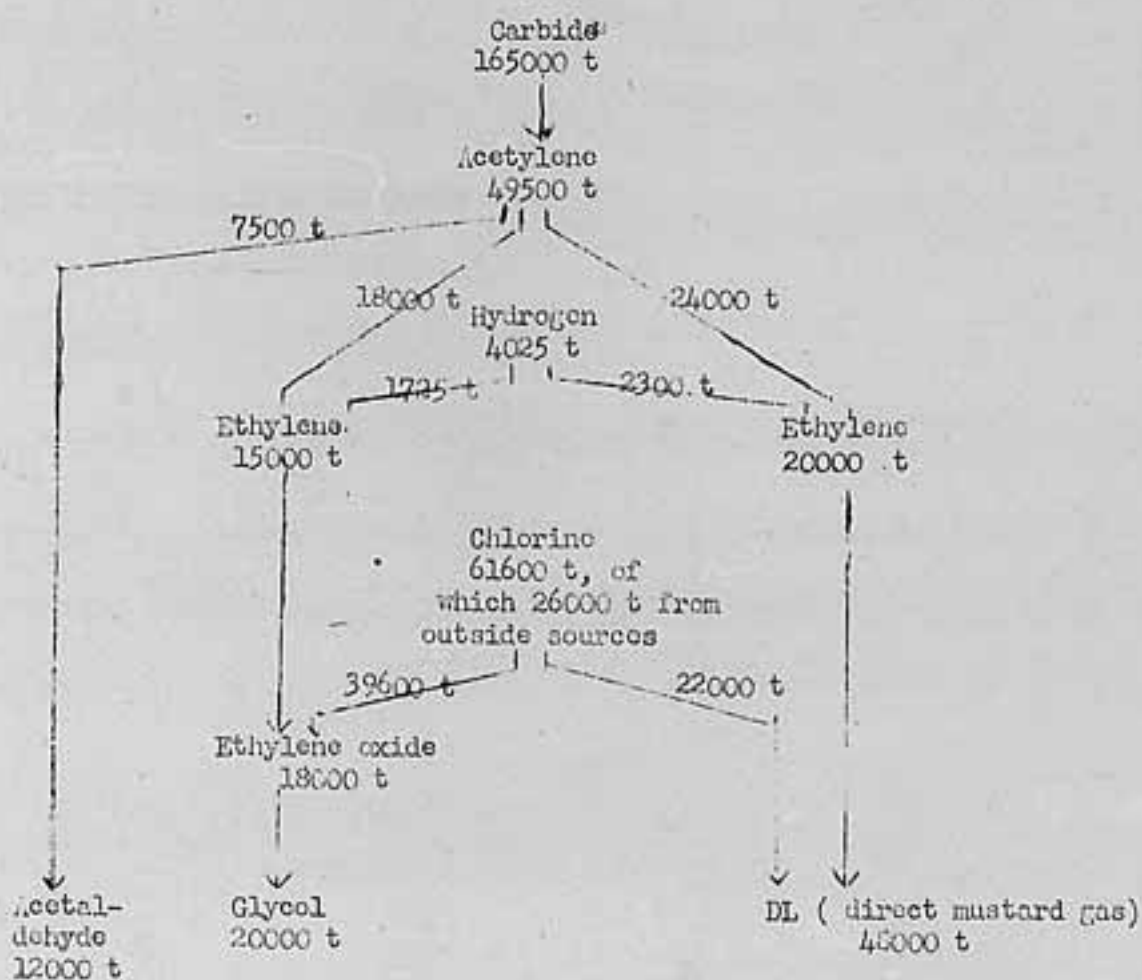 Carbide
165000 t
Acetylene
49500 t
7500 t
18000 t
24000 t
Hydrogen
4025 t
1725 t
2300 t
Ethylene
15000 t
Ethylene
20000 t
Chlorine
61600 t, of
which 26000 t from
outside sources
39600 t
22000 t
Ethylene oxide
18000 t
Acetal-
dehyde
12000 t
Glycol
20000 t
DL ( direct mustard gas)
t